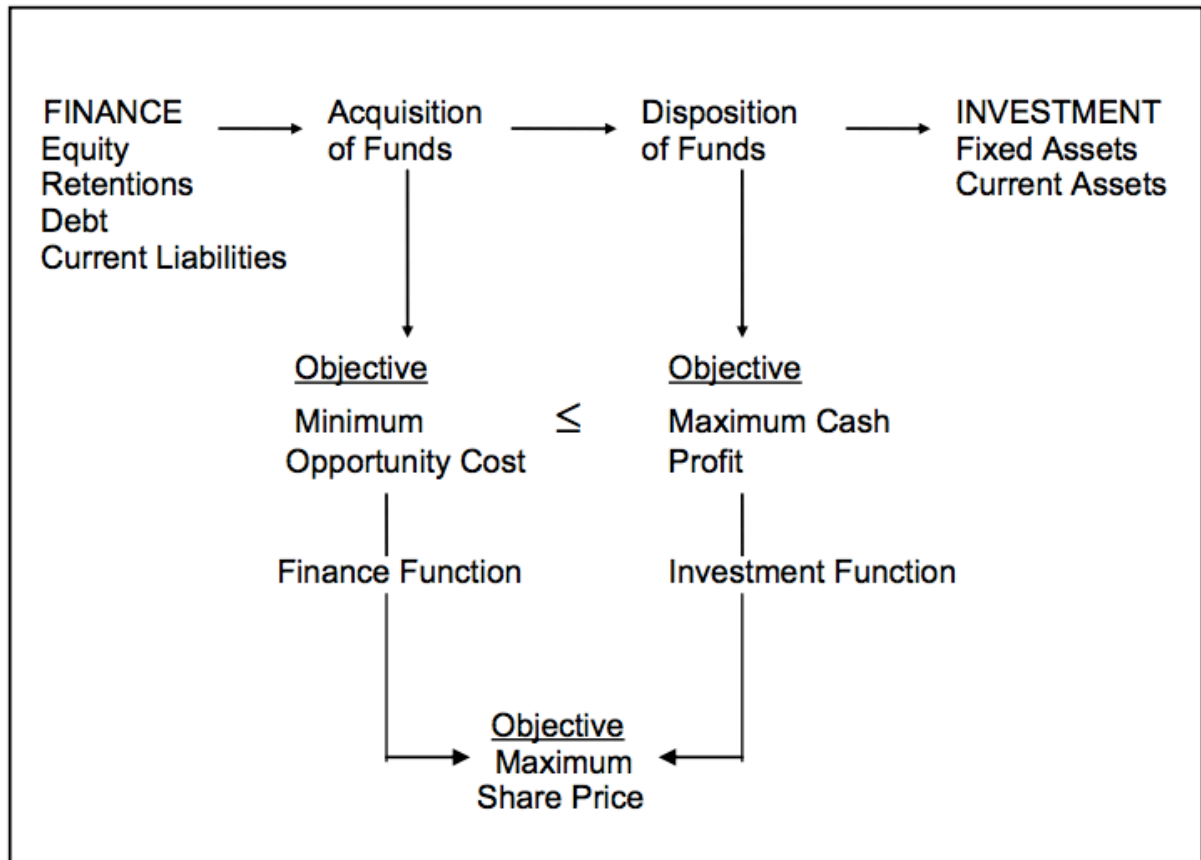 FINANCE
Equity
Retentions
Debt
Current Liabilities
Acquisition
of Funds
Disposition
of Funds
INVESTMENT
Fixed Assets
Current Assets
Objective
Minimum
Opportunity Cost
≤
Objective
Maximum Cash
Profit
Finance Function
Investment Function
Objective
Maximum
Share Price